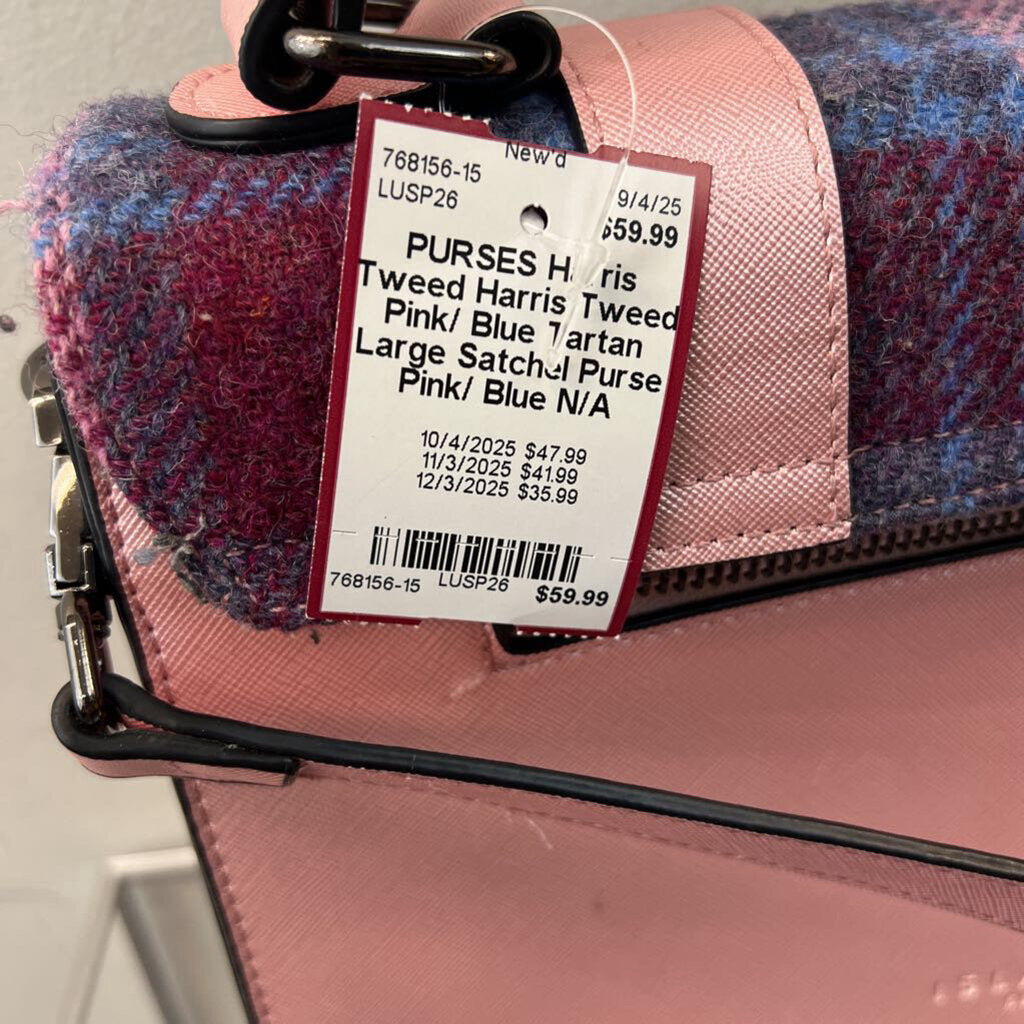 New'd
768156-15
LUSP26
9/4/25
$59.99
PURSES Harris
Tweed Harris Tweed
Pink/ Blue Tartan
Large Satchel Purse
Pink/ Blue N/A
10/4/2025 $47.99
11/3/2025 $41.99
12/3/2025 $35.99
768156-15 LUSP26 $59.99